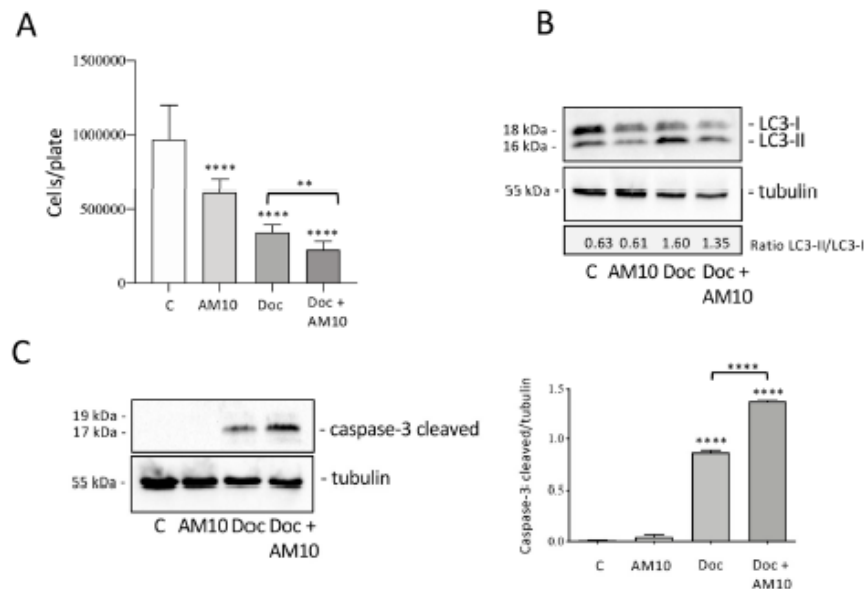 A
Cells/plate
1500000
1000000
500000
0
****
****
**
****
C
AM10
Doc
Doc +
AM10
B
18 kDa -
16 kDa -
- LC3-I
- LC3-II
55 kDa -
- tubulin
0.63 0.61 1.60 1.35 Ratio LC3-II/LC3-I
C AM10 Doc Doc +
AM10
C
19 kDa -
17 kDa -
- caspase-3 cleaved
55 kDa -
- tubulin
C AM10 Doc Doc +
AM10
Caspase-3 cleaved/tubulin
1.5
1.0
0.5
0.0
****
****
****
C
AM10
Doc
Doc +
AM10